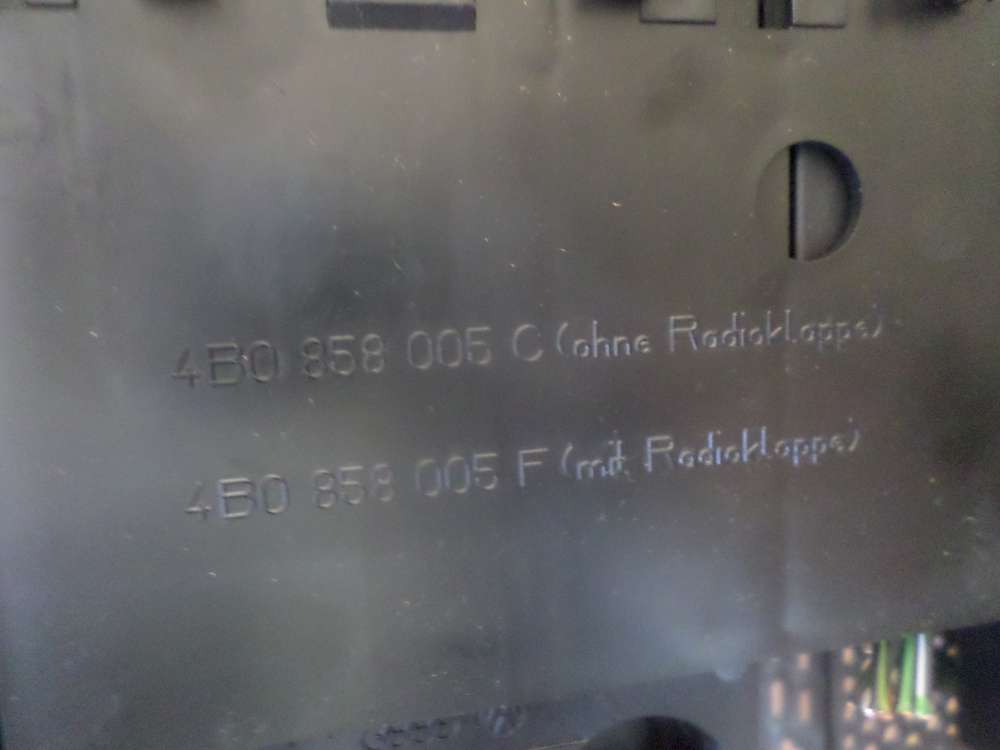 4B0 858 005 C (ohne Radioklappe)
4B0 858 005 F (mit Radioklappe)